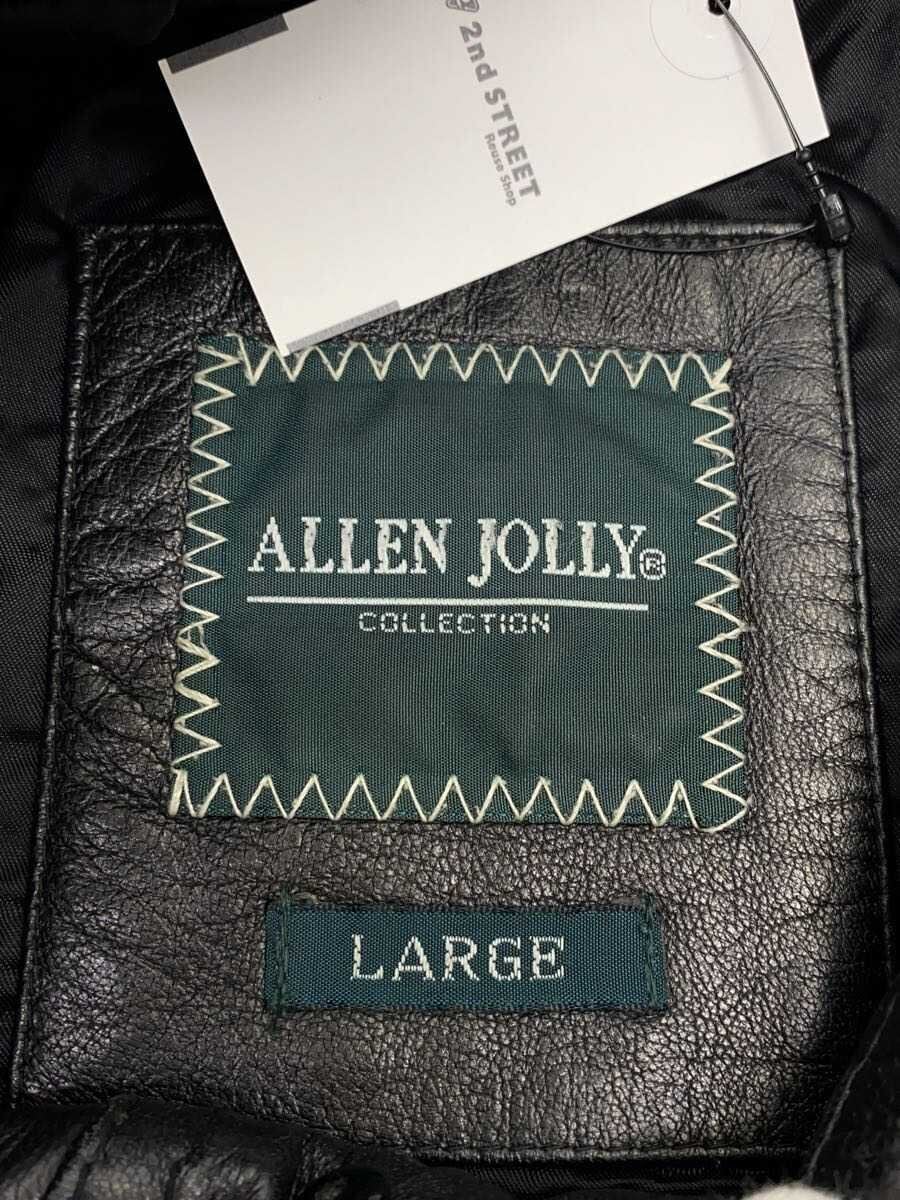 2nd STREET
Reuse Shop
ALLEN JOLLY®
COLLECTION
LARGE